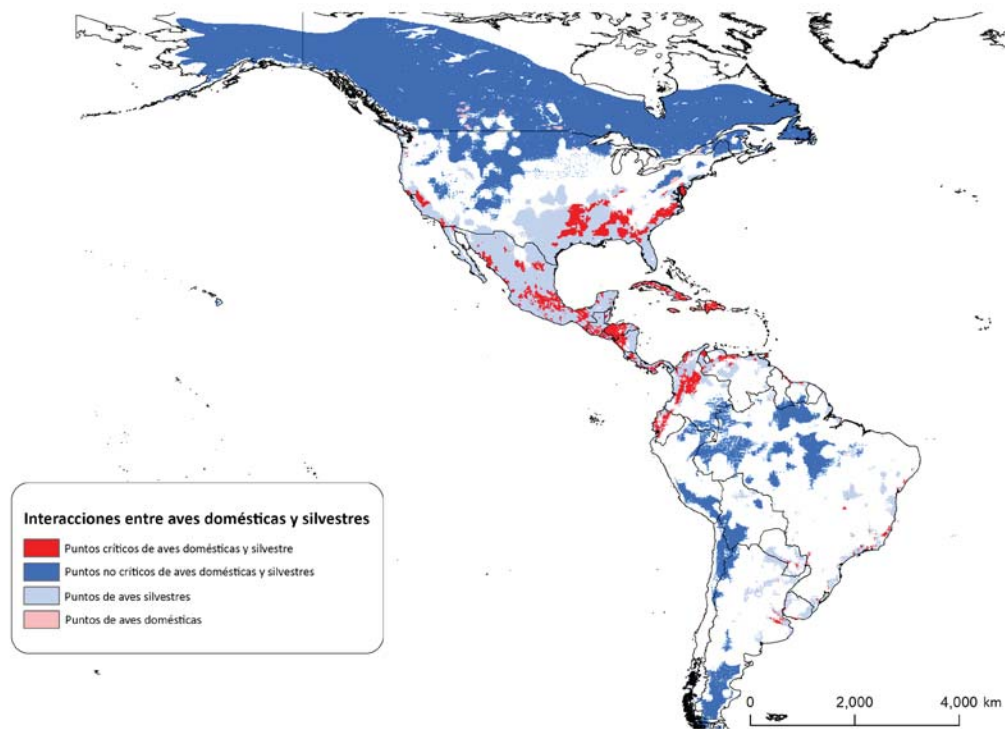 Interacciones entre aves domésticas y silvestres
Puntos críticos de aves domésticas y silvestre
Puntos no críticos de aves domésticas y silvestres
Puntos de aves silvestres
Puntos de aves domésticas
0 2,000 4,000 km